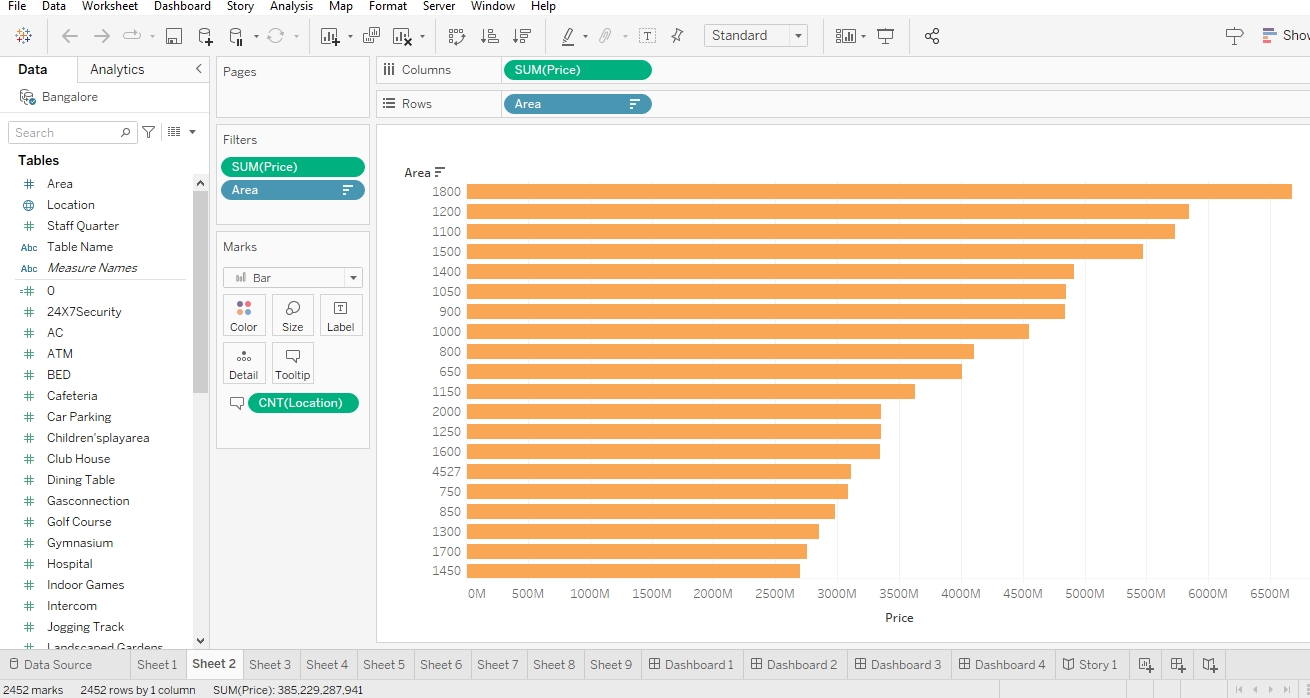 File Data Worksheet Dashboard Story Analysis Map Format Server Window Help
Standard
Show
Data Analytics
Bangalore
Search
Tables
Area
Location
Staff Quarter
Abc Table Name
Abc Measure Names
0
24X7Security
AC
ATM
BED
Cafeteria
Car Parking
Children'splayarea
Club House
Dining Table
Gasconnection
Golf Course
Gymnasium
Hospital
Indoor Games
Intercom
Jogging Track
Landscaped Gardens
Pages
Filters
SUM(Price)
Area
Marks
Bar
Color Size Label
Detail Tooltip
CNT(Location)
Columns SUM(Price)
Rows Area
Area
1800
1200
1100
1500
1400
1050
900
1000
800
650
1150
2000
1250
1600
4527
750
850
1300
1700
1450
0M 500M 1000M 1500M 2000M 2500M 3000M 3500M 4000M 4500M 5000M 5500M 6000M 6500M
Price
Data Source Sheet 1 Sheet 2 Sheet 3 Sheet 4 Sheet 5 Sheet 6 Sheet 7 Sheet 8 Sheet 9 Dashboard 1 Dashboard 2 Dashboard 3 Dashboard 4 Story 1
2452 marks 2452 rows by 1 column SUM(Price): 385,229,287,941